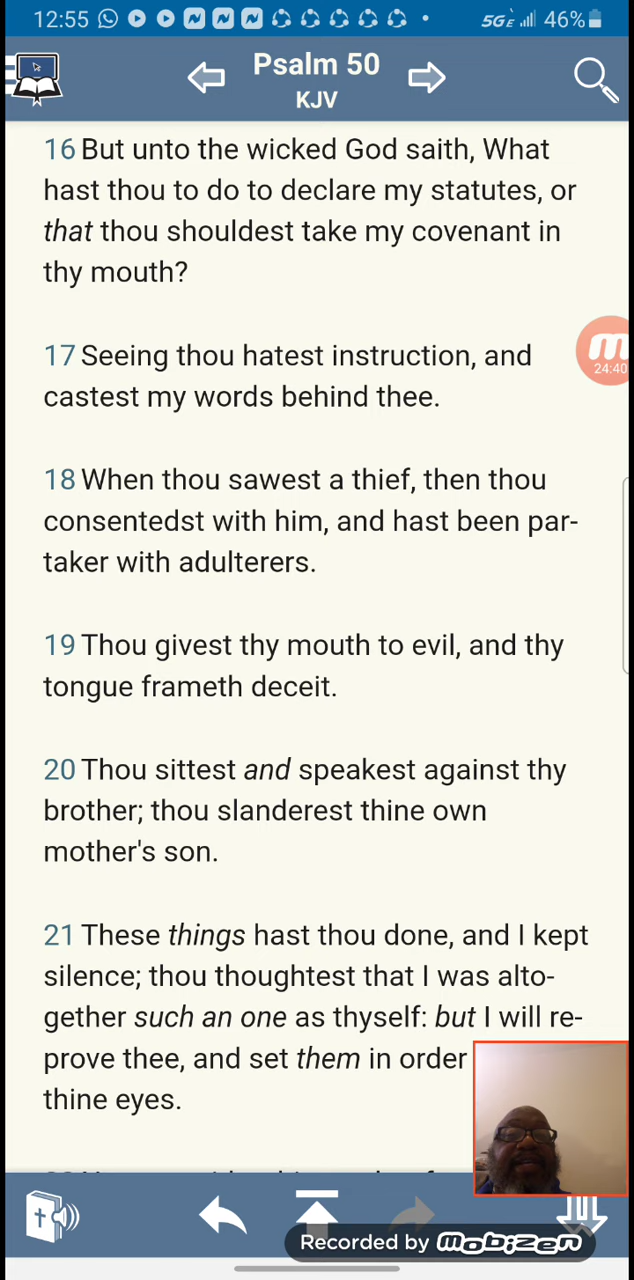 12:55
5GE 46%
Psalm 50
KJV
16 But unto the wicked God saith, What
hast thou to do to declare my statutes, or
that thou shouldest take my covenant in
thy mouth?
17 Seeing thou hatest instruction, and
castest my words behind thee.
24:40
18 When thou sawest a thief, then thou
consentedst with him, and hast been par-
taker with adulterers.
19 Thou givest thy mouth to evil, and thy
tongue frameth deceit.
20 Thou sittest and speakest against thy
brother; thou slanderest thine own
mother's son.
21 These things hast thou done, and I kept
silence; thou thoughtest that I was alto-
gether such an one as thyself: but I will re-
prove thee, and set them in order
thine eyes.
Recorded by mobizen